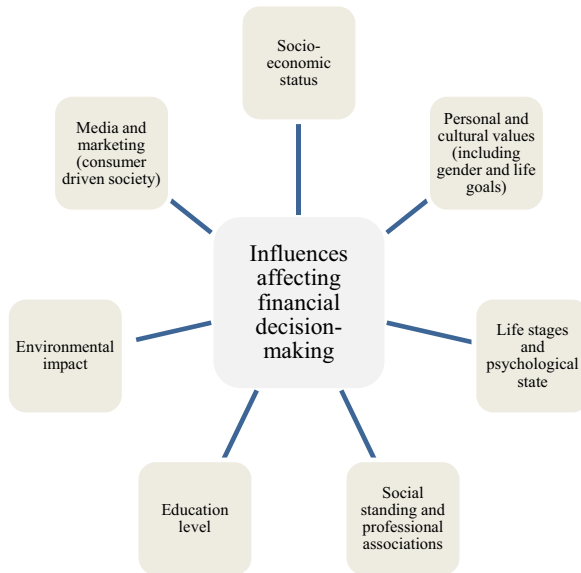 Socio-
economic
status
Personal and
cultural values
(including
gender and life
goals)
Life stages
and
psychological
state
Social
standing and
professional
associations
Education
level
Environmental
impact
Media and
marketing
(consumer
driven society)
Influences
affecting
financial
decision-
making